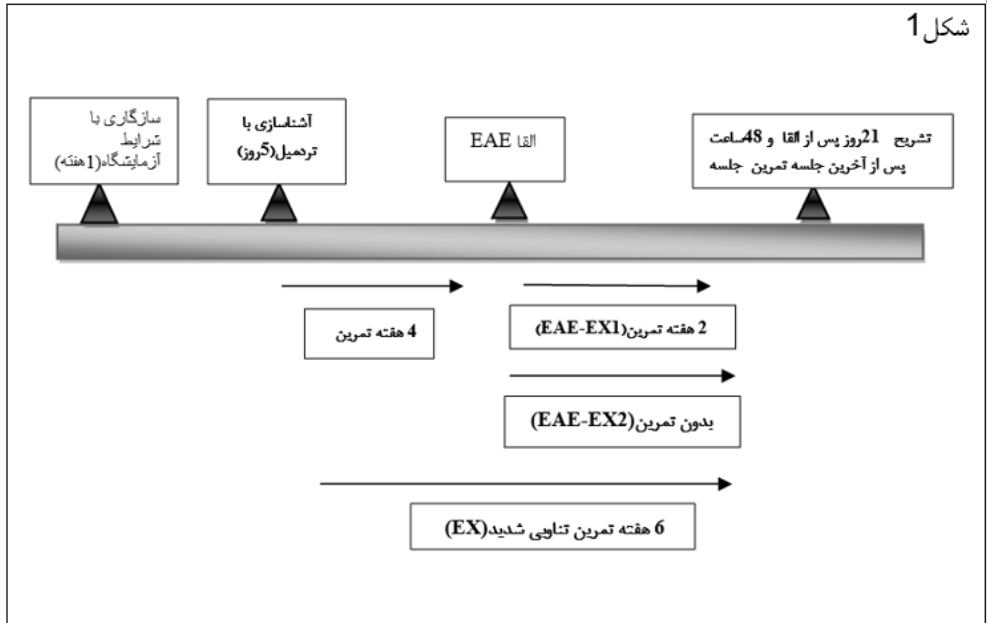 شکل1
سازگاری با
شرایط
آزمایشگاه(1هفته)
آشناسازی با
تردمیل(5روز)
القا EAE
تشریح 21روز پس از القا و 48ساعت
پس از آخرین جلسه تمرین جلسه
4 هفته تمرین
2 هفته تمرین(EAE-EX1)
بدون تمرین(EAE-EX2)
6 هفته تمرین تناوبی شدید(EX)